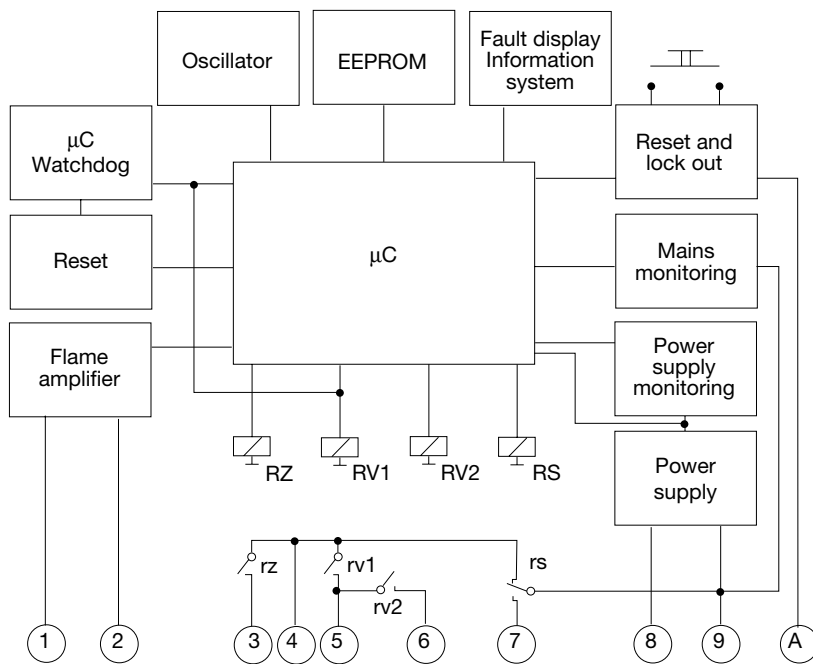 Oscillator
EEPROM
Fault display
Information
system
μC
Watchdog
Reset and
lock out
Reset
μC
Mains
monitoring
Flame
amplifier
Power
supply
monitoring
RZ
RV1
RV2
RS
Power
supply
rz
rv1
rv2
rs
1
2
3
4
5
6
7
8
9
A